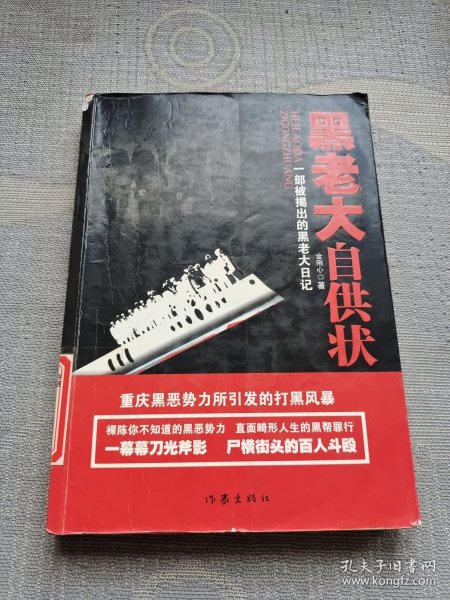 黑老大自供状
HEILAODA
ZIGONGZHUANG
一部被揭出的黑老大日记
金刚心○著
重庆黑恶势力所引发的打黑风暴
裸陈你不知道的黑恶势力 直面畸形人生的黑帮罪行
一幕幕刀光斧影 尸横街头的百人斗殴
作家出版社
孔夫子旧书网
www.kongfz.com